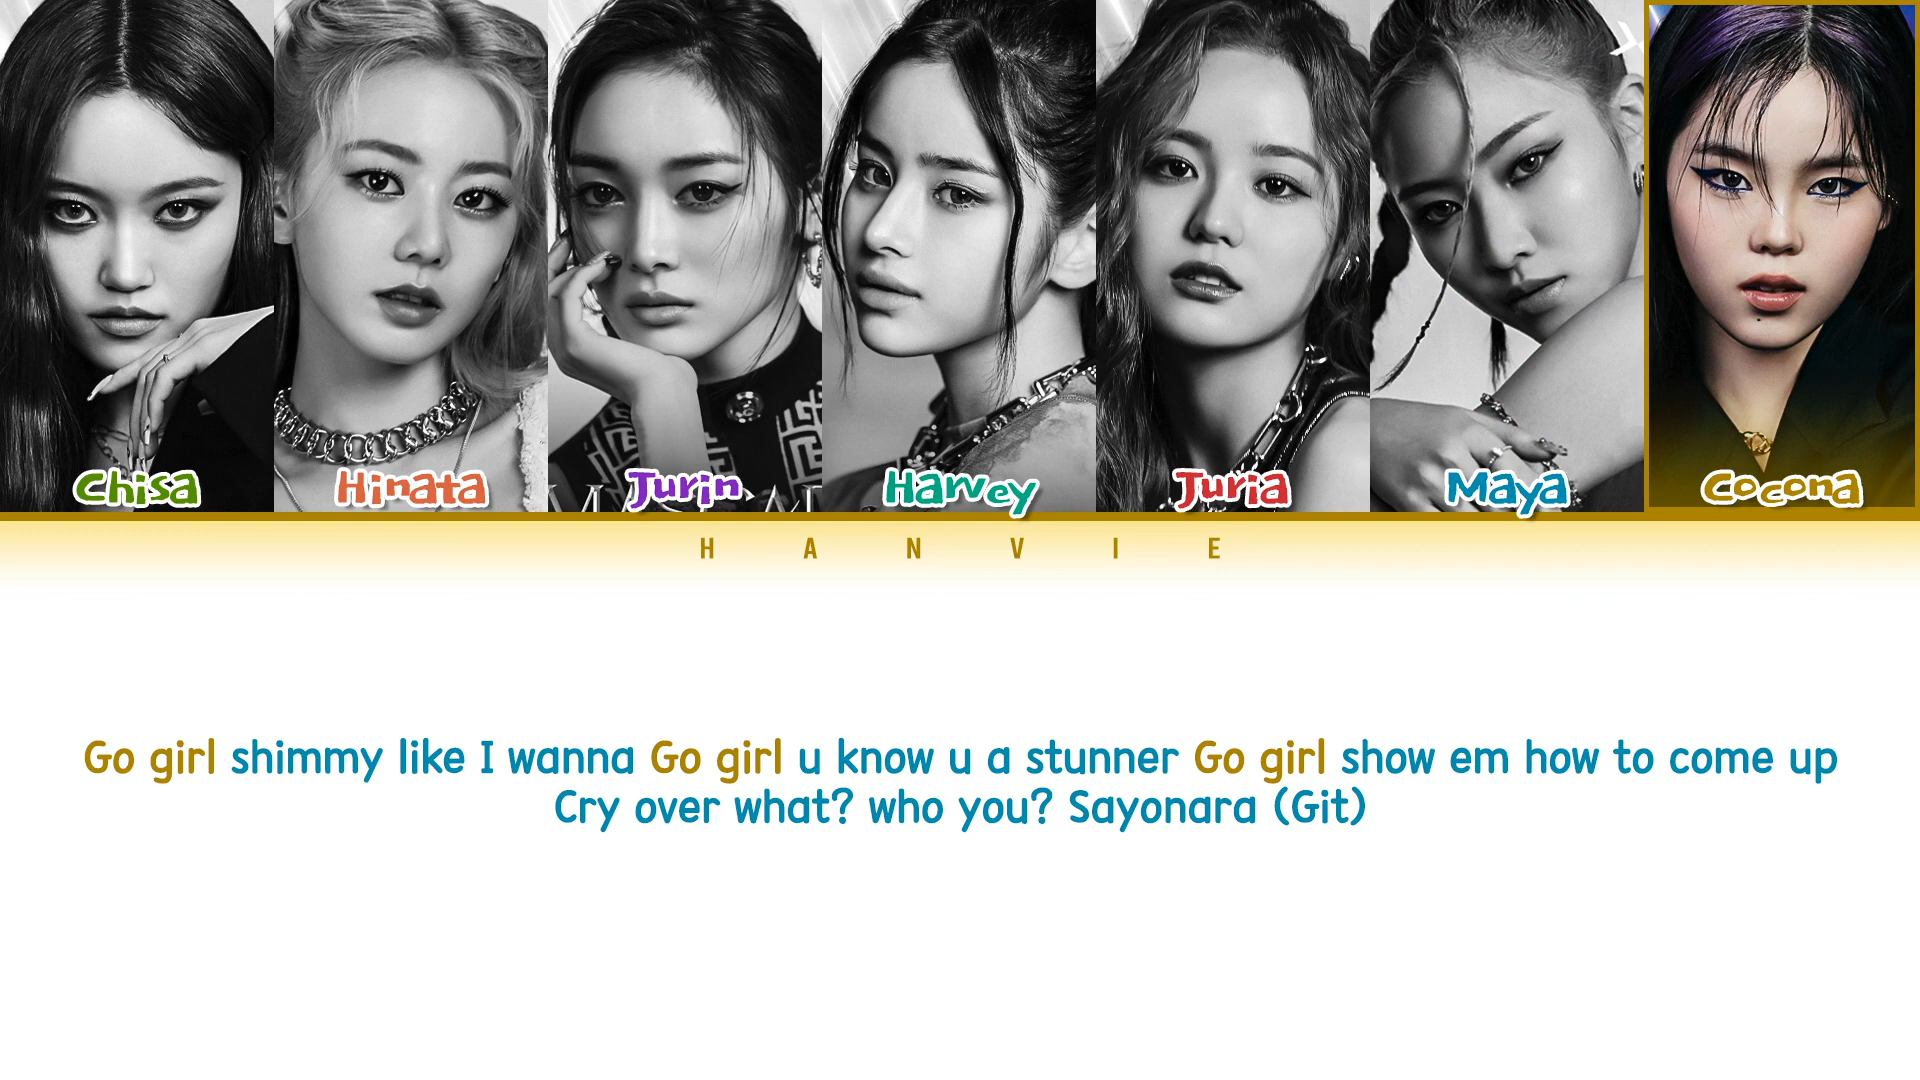 Chisa Hinata Jurin Harvey Juria Maya Cocona
HANVIE
Go girl shimmy like I wanna Go girl u know u a stunner Go girl show em how to come up
Cry over what? who you? Sayonara (Git)